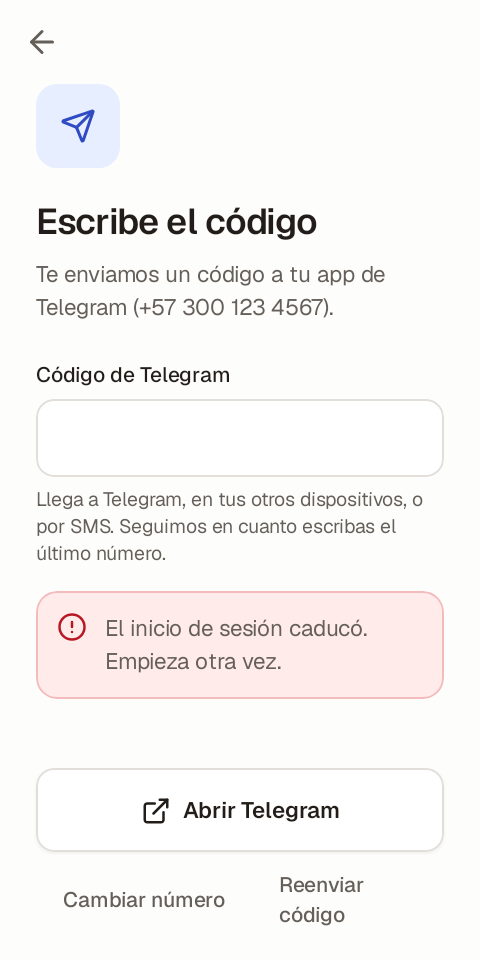 Escribe el código
Te enviamos un código a tu app de
Telegram (+57 300 123 4567).
Código de Telegram
Llega a Telegram, en tus otros dispositivos, o
por SMS. Seguimos en cuanto escribas el
último número.
El inicio de sesión caducó.
Empieza otra vez.
Abrir Telegram
Cambiar número
Reenviar
código